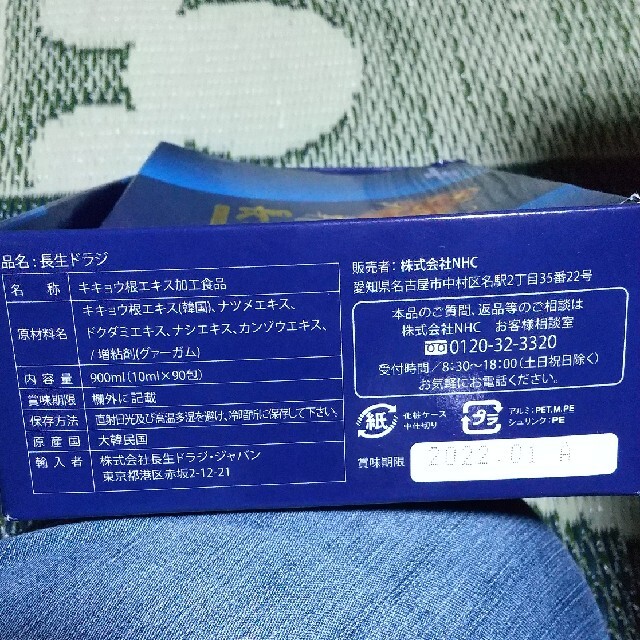 品名:長生ドラジ
名 称 キキョウ根エキス加工食品
原材料名 キキョウ根エキス(韓国)、ナツメエキス、
ドクダミエキス、ナシエキス、カンゾウエキス、
/増粘剤(グァーガム)
内容量 900ml(10ml×90包)
賞味期限 欄外に記載
保存方法 直射日光及び高温多湿を避け、冷暗所に保存して下さい。
原産国 大韓民国
輸入者 株式会社長生ドラジ・ジャパン
東京都港区赤坂2-12-21
販売者:株式会社NHC
愛知県名古屋市中村区名駅2丁目35番22号
本品のご質問、返品等のご相談は
株式会社NHC お客様相談室
0120-32-3320
受付時間/8:30~18:00(土日祝日除く)
お気軽にお電話ください。
紙
化粧ケース
中仕切り
プラ
アルミ:PET,M,PE
シュリンク:PE
賞味期限 2022.01 A